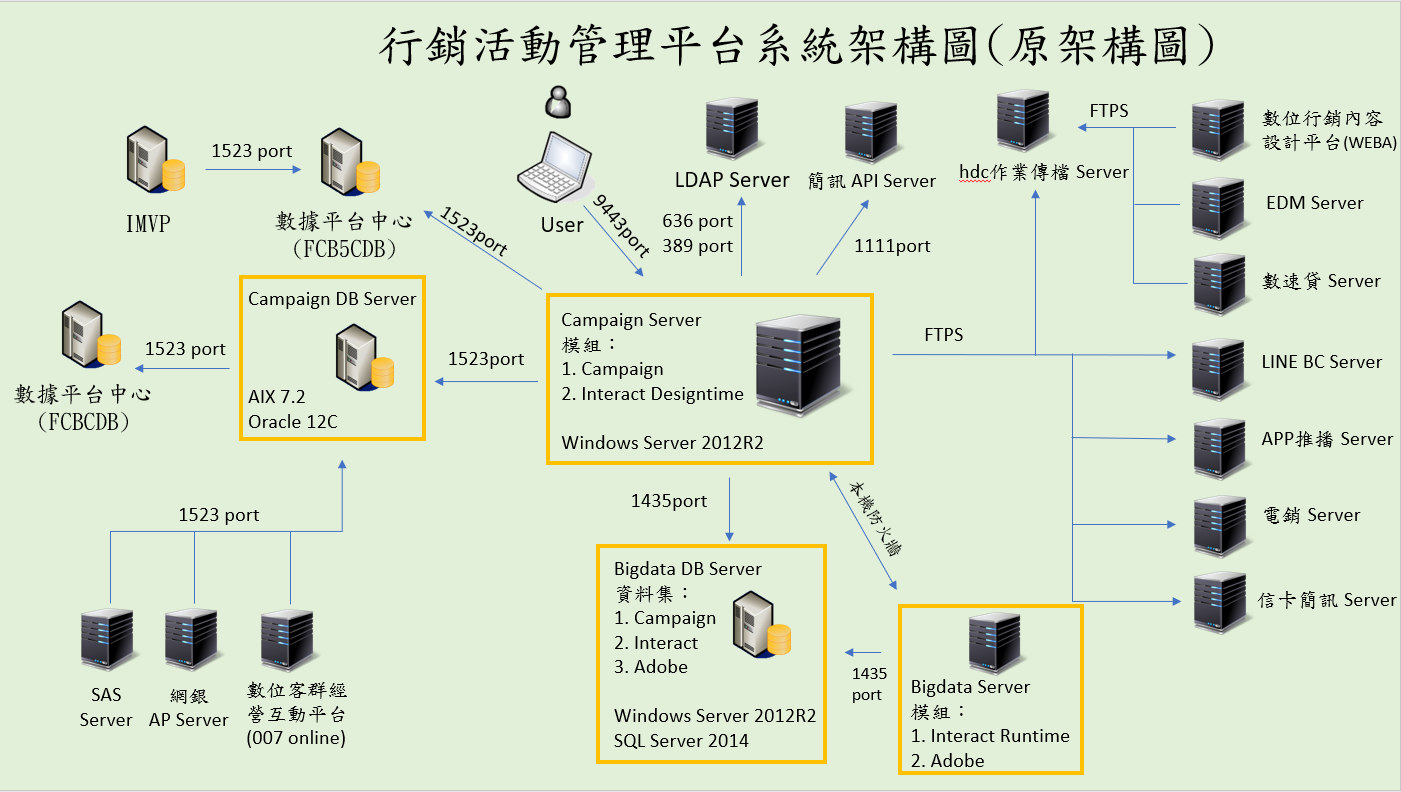 行銷活動管理平台系統架構圖(原架構圖)
1523 port
IMVP
數據平台中心
(FCB5CDB)
1523port
User
9443port
LDAP Server
636 port
389 port
簡訊 API Server
1111port
hdc作業傳檔 Server
FTPS
數位行銷內容
設計平台(WEBA)
EDM Server
數速貸 Server
Campaign DB Server
AIX 7.2
Oracle 12C
1523 port
數據平台中心
(FCBCDB)
1523port
Campaign Server
模組：
1. Campaign
2. Interact Designtime
Windows Server 2012R2
FTPS
LINE BC Server
APP推播 Server
電銷 Server
信卡簡訊 Server
1523 port
SAS
Server
網銀
AP Server
數位客群經
營互動平台
(007 online)
1435port
本機防火牆
Bigdata DB Server
資料集：
1. Campaign
2. Interact
3. Adobe
Windows Server 2012R2
SQL Server 2014
1435
port
Bigdata Server
模組：
1. Interact Runtime
2. Adobe